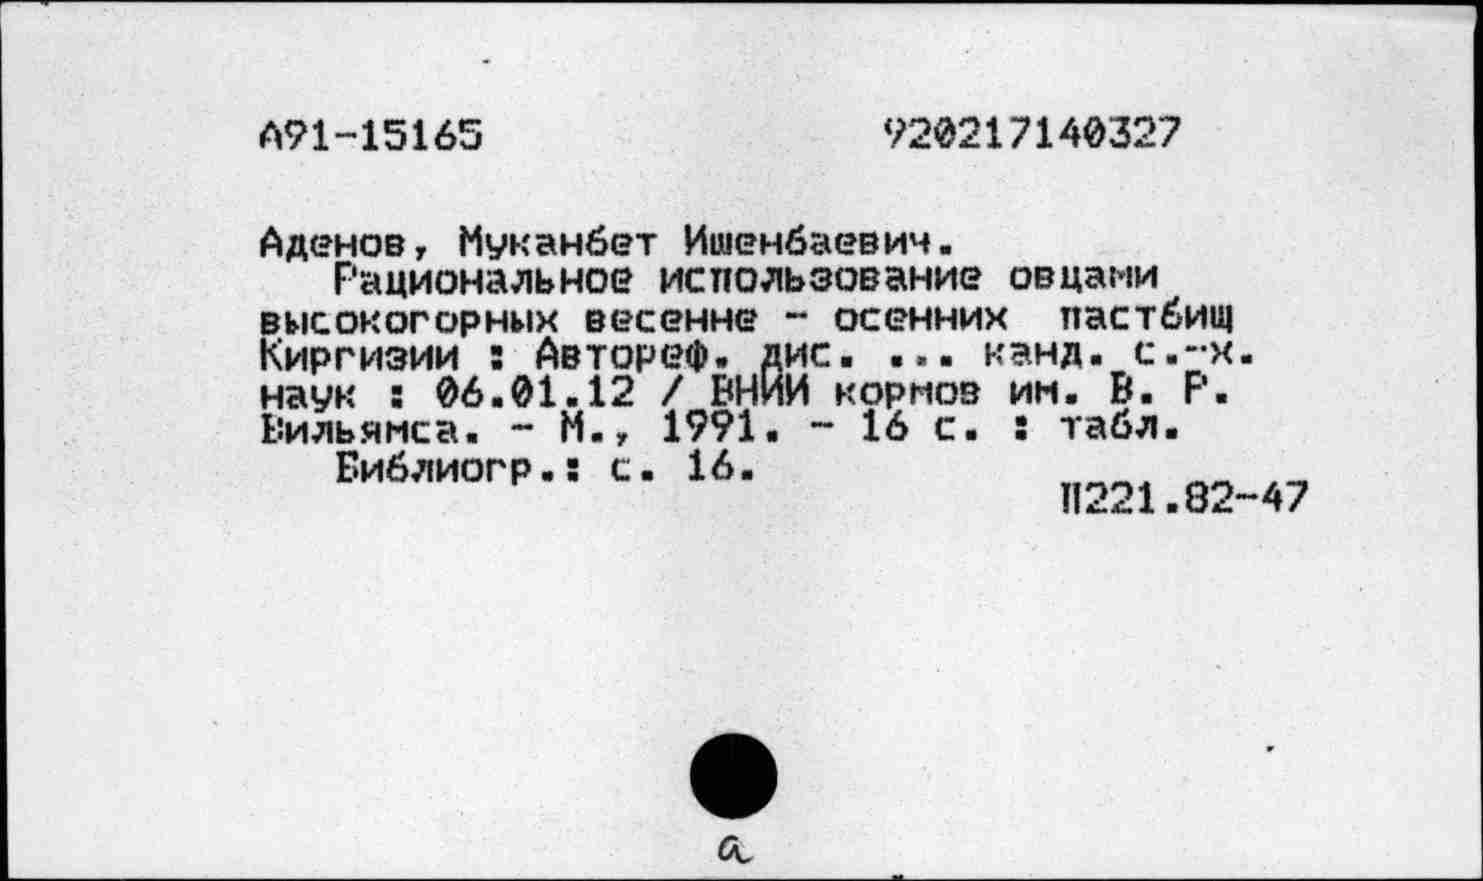 А91-15165 920217140327
Аденов, Муканбет Ишенбаевич.
Рациональное использование овцами
высокогорных весенне - осенних пастбищ
Киргизии : Автореф. дис. ... канд. с.-х.
наук : 06.01.12 / ВНИИ кормов им. В. Р.
Вильямса. - М., 1991. - 16 с. : табл.
Библиогр.: с. 16.
П221.82-47
а